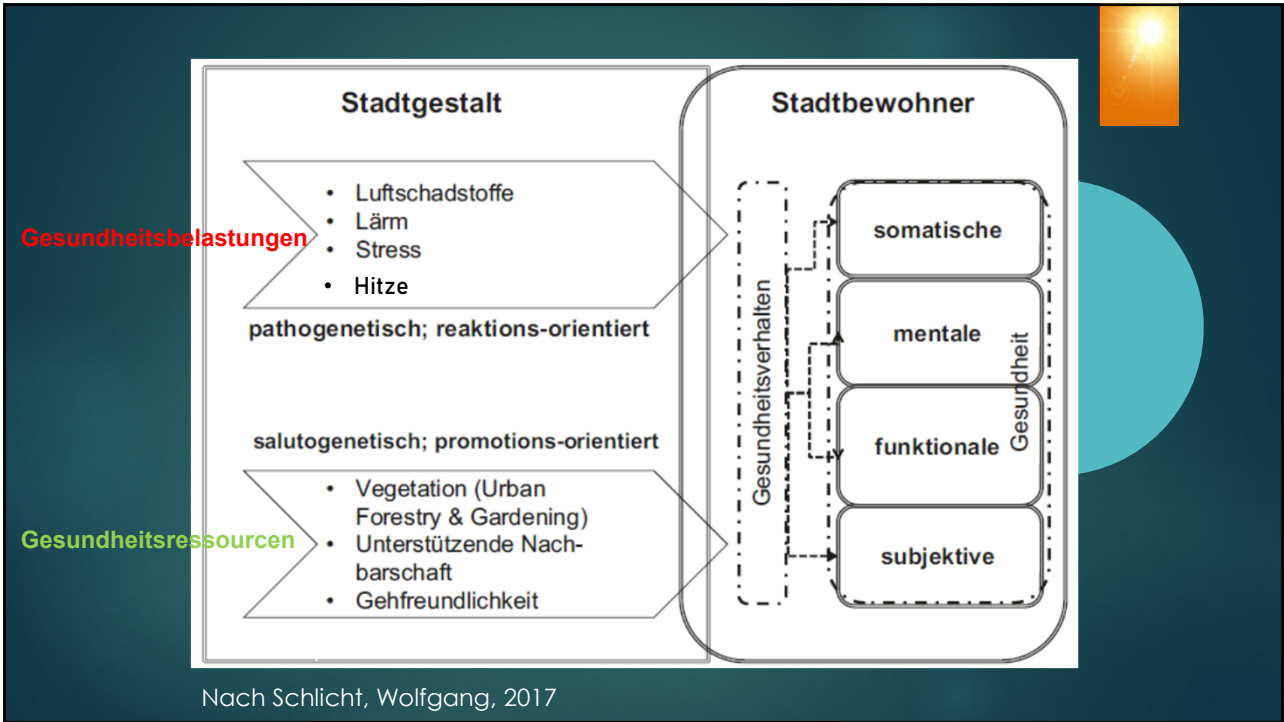 Stadtgestalt
Stadtbewohner
Gesundheitsbelastungen
• Luftschadstoffe
• Lärm
• Stress
• Hitze
pathogenetisch; reaktions-orientiert
salutogenetisch; promotions-orientiert
Gesundheitsressourcen
• Vegetation (Urban
Forestry & Gardening)
• Unterstützende Nach-
barschaft
• Gehfreundlichkeit
Gesundheitsverhalten
somatische
mentale
funktionale
subjektive
Gesundheit
Nach Schlicht, Wolfgang, 2017